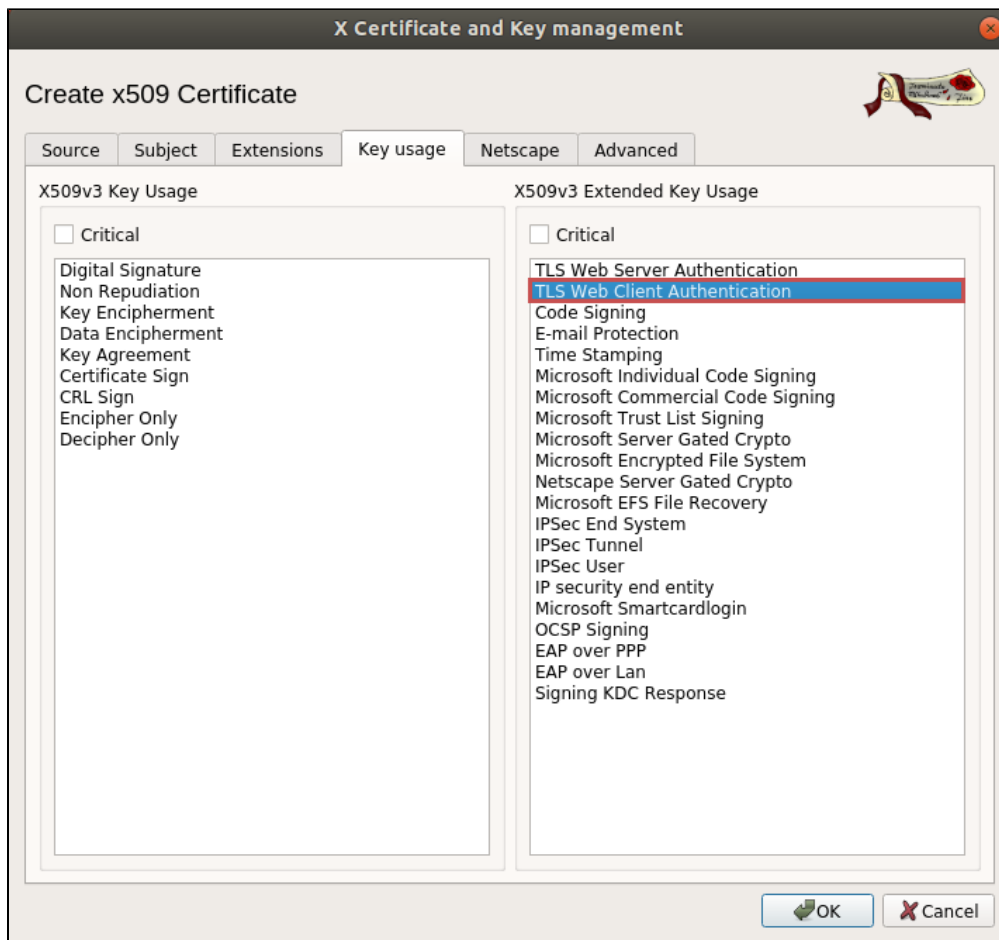 X Certificate and Key management
Create x509 Certificate
Source
Subject
Extensions
Key usage
Netscape
Advanced
X509v3 Key Usage
Critical
Digital Signature
Non Repudiation
Key Encipherment
Data Encipherment
Key Agreement
Certificate Sign
CRL Sign
Encipher Only
Decipher Only
X509v3 Extended Key Usage
Critical
TLS Web Server Authentication
TLS Web Client Authentication
Code Signing
E-mail Protection
Time Stamping
Microsoft Individual Code Signing
Microsoft Commercial Code Signing
Microsoft Trust List Signing
Microsoft Server Gated Crypto
Microsoft Encrypted File System
Netscape Server Gated Crypto
Microsoft EFS File Recovery
IPSec End System
IPSec Tunnel
IPSec User
IP security end entity
Microsoft Smartcardlogin
OCSP Signing
EAP over PPP
EAP over Lan
Signing KDC Response
OK
Cancel